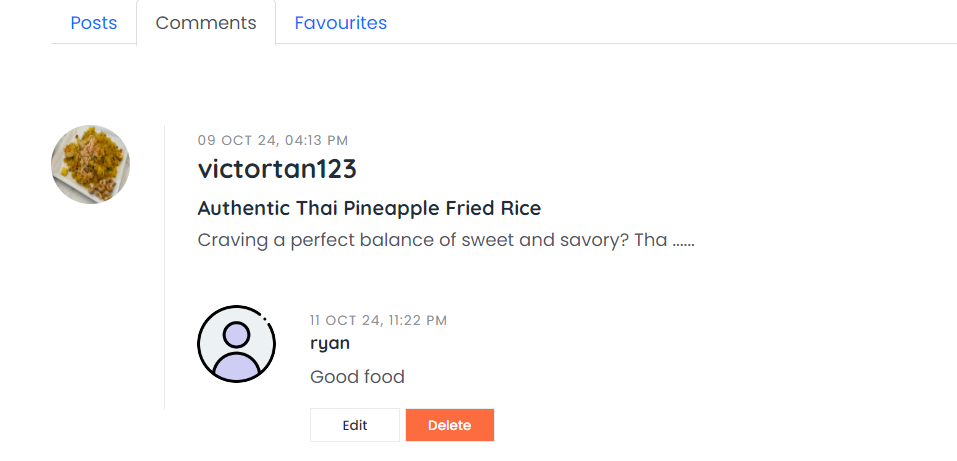 Posts Comments Favourites
09 OCT 24, 04:13 PM
victortan123
Authentic Thai Pineapple Fried Rice
Craving a perfect balance of sweet and savory? Tha ......
11 OCT 24, 11:22 PM
ryan
Good food
Edit Delete